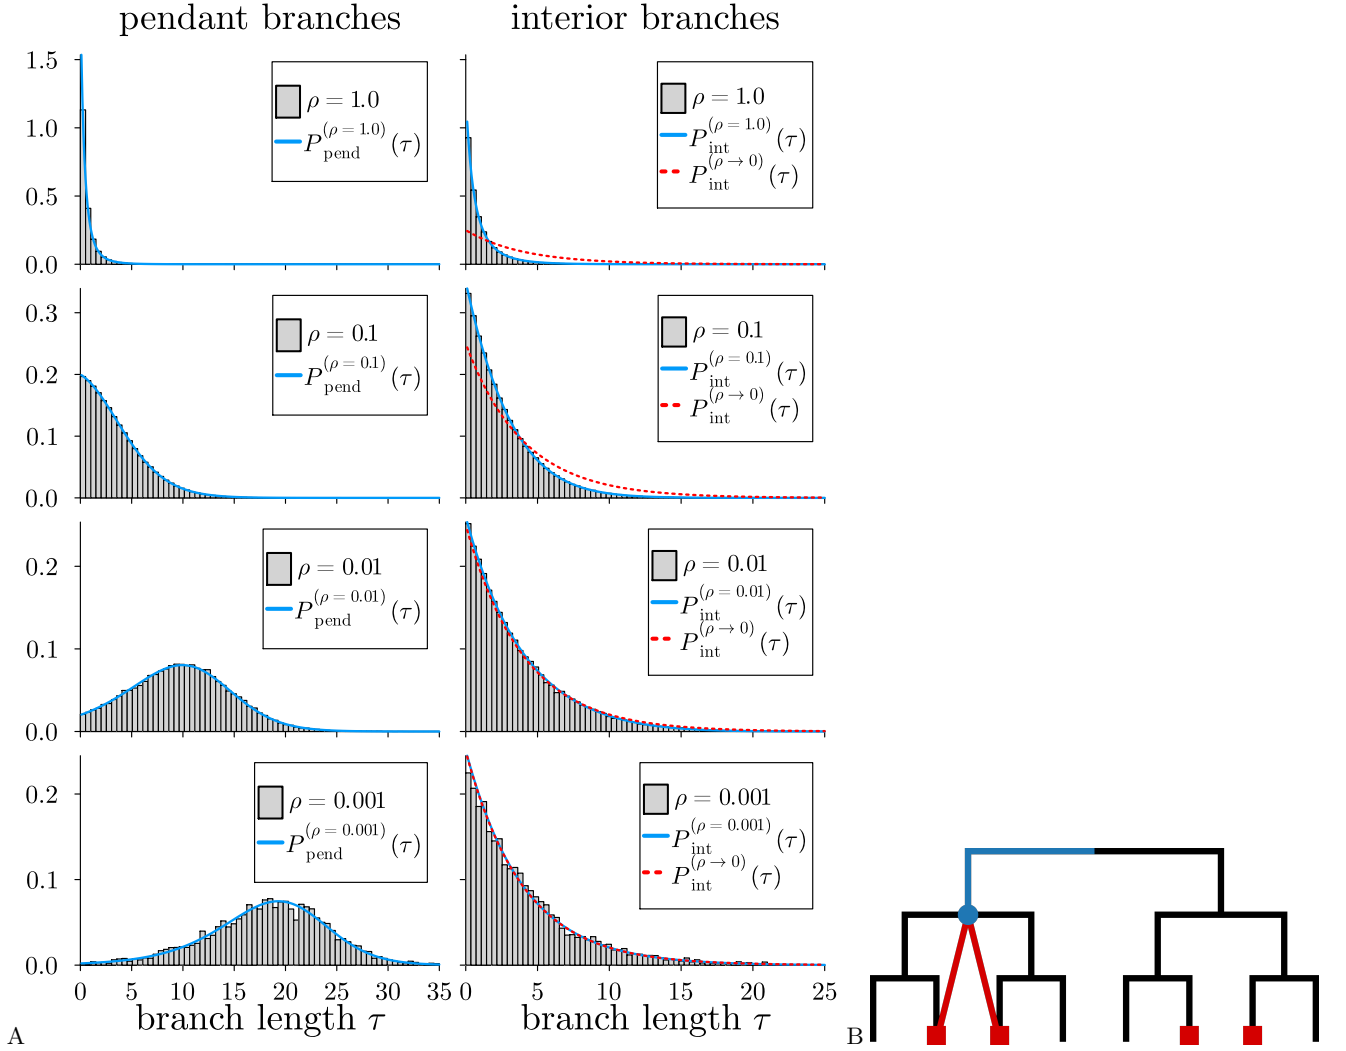 pendant branches
interior branches
1.5
1.0
0.5
0.0
ρ = 1.0
P_pend^(ρ = 1.0) (τ)
ρ = 1.0
P_int^(ρ = 1.0) (τ)
P_int^(ρ → 0) (τ)
0.3
0.2
0.1
0.0
ρ = 0.1
P_pend^(ρ = 0.1) (τ)
ρ = 0.1
P_int^(ρ = 0.1) (τ)
P_int^(ρ → 0) (τ)
0.2
0.1
0.0
ρ = 0.01
P_pend^(ρ = 0.01) (τ)
ρ = 0.01
P_int^(ρ = 0.01) (τ)
P_int^(ρ → 0) (τ)
0.2
0.1
0.0
ρ = 0.001
P_pend^(ρ = 0.001) (τ)
ρ = 0.001
P_int^(ρ = 0.001) (τ)
P_int^(ρ → 0) (τ)
0 5 10 15 20 25 30 35
0 5 10 15 20 25
branch length τ
branch length τ
A
B